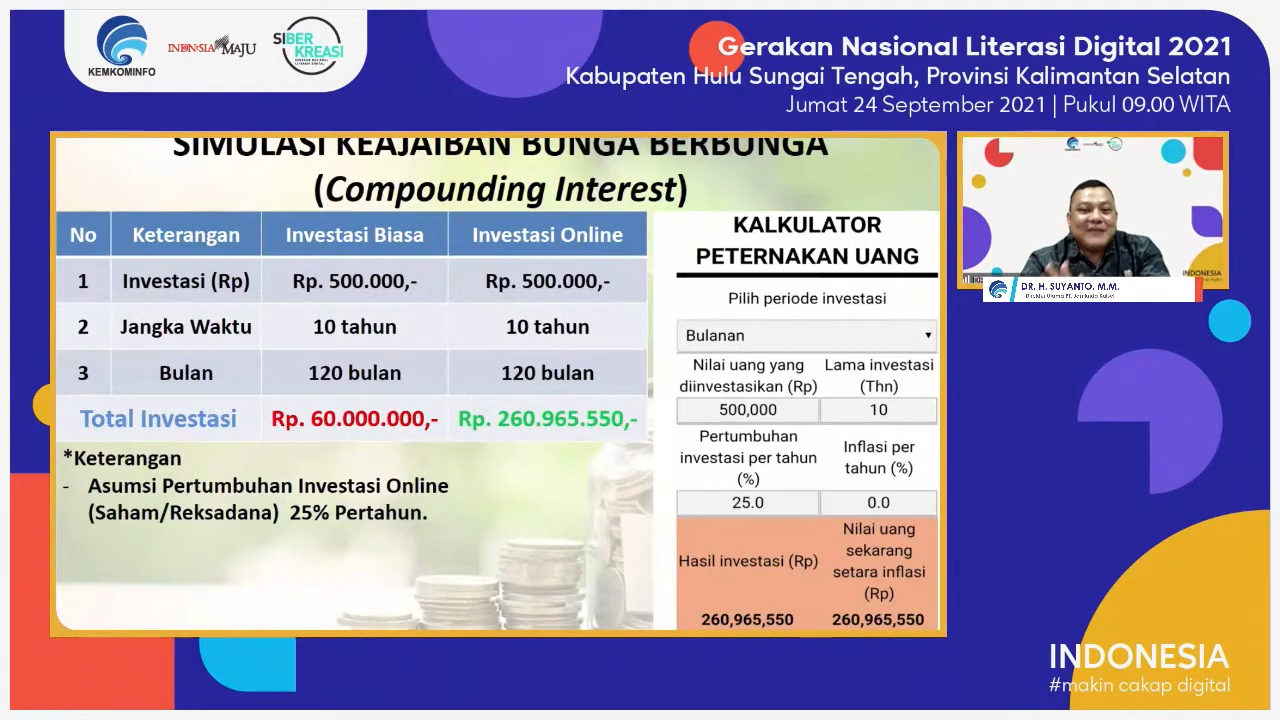 KEMKOMINFO
INDONESIA MAJU
SIBER
KREASI
Gerakan Nasional Literasi Digital 2021
Kabupaten Hulu Sungai Tengah, Provinsi Kalimantan Selatan
Jumat 24 September 2021 | Pukul 09.00 WITA
SIMULASI KEAJAIBAN BUNGA BERBUNGA
(Compounding Interest)
No Keterangan Investasi Biasa Investasi Online
1 Investasi (Rp) Rp. 500.000,- Rp. 500.000,-
2 Jangka Waktu 10 tahun 10 tahun
3 Bulan 120 bulan 120 bulan
Total Investasi Rp. 60.000.000,- Rp. 260.965.550,-
*Keterangan
- Asumsi Pertumbuhan Investasi Online
(Saham/Reksadana) 25% Pertahun.
KALKULATOR
PETERNAKAN UANG
Pilih periode investasi
Bulanan
Nilai uang yang diinvestasikan (Rp)
Lama investasi (Thn)
500,000 10
Pertumbuhan investasi per tahun (%)
Inflasi per tahun (%)
25.0 0.0
Hasil investasi (Rp)
Nilai uang sekarang setara inflasi (Rp)
260,965,550 260,965,550
INDONESIA
DR. H. SUYANTO, M.M.
INDONESIA
#makin cakap digital